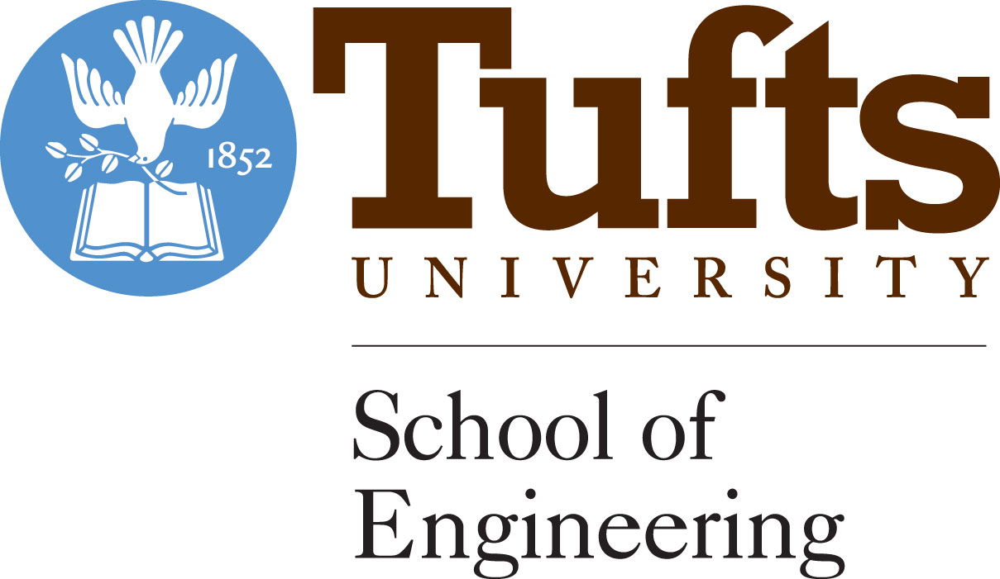 1852
Tufts
UNIVERSITY
School of
Engineering